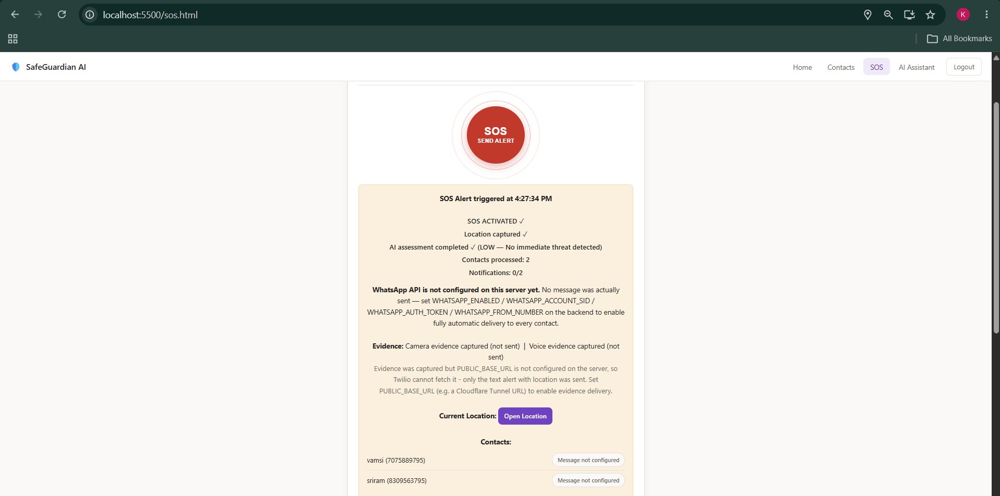 localhost:5500/sos.html
K
All Bookmarks
SafeGuardian AI
Home
Contacts
SOS
AI Assistant
Logout
SOS
SEND ALERT
SOS Alert triggered at 4:27:34 PM
SOS ACTIVATED ✓
Location captured ✓
AI assessment completed ✓ (LOW — No immediate threat detected)
Contacts processed: 2
Notifications: 0/2
WhatsApp API is not configured on this server yet. No message was actually
sent — set WHATSAPP_ENABLED / WHATSAPP_ACCOUNT_SID /
WHATSAPP_AUTH_TOKEN / WHATSAPP_FROM_NUMBER on the backend to enable
fully automatic delivery to every contact.
Evidence: Camera evidence captured (not sent) | Voice evidence captured (not
sent)
Evidence was captured but PUBLIC_BASE_URL is not configured on the server, so
Twilio cannot fetch it - only the text alert with location was sent. Set
PUBLIC_BASE_URL (e.g. a Cloudflare Tunnel URL) to enable evidence delivery.
Current Location: Open Location
Contacts:
vamsi (7075889795) Message not configured
sriram (8309563795) Message not configured